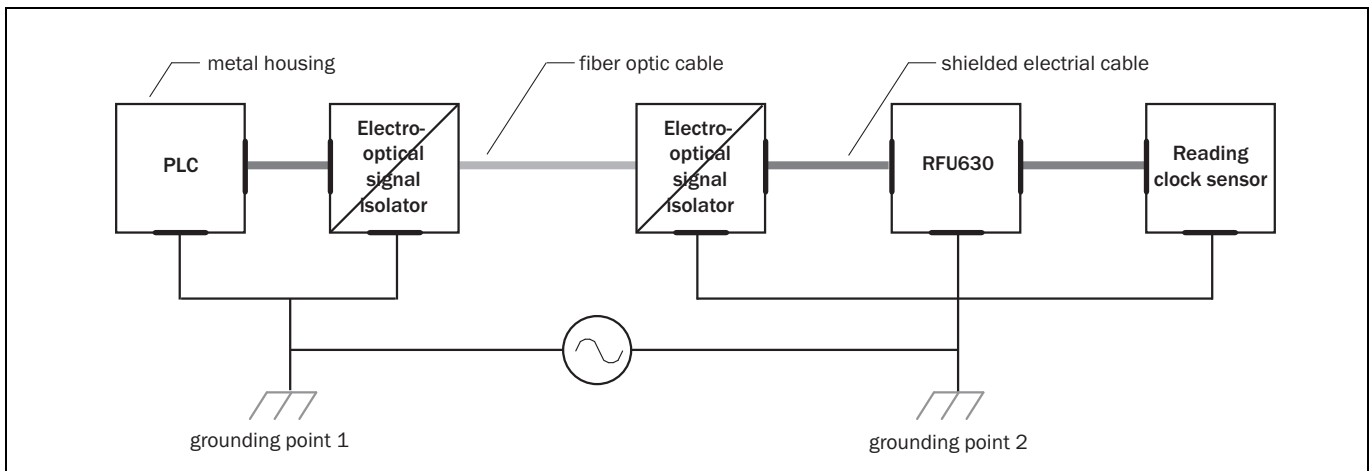 metal housing
fiber optic cable
shielded electrial cable
PLC
Electro-
optical
signal
isolator
Electro-
optical
signal
isolator
RFU630
Reading
clock sensor
grounding point 1
grounding point 2